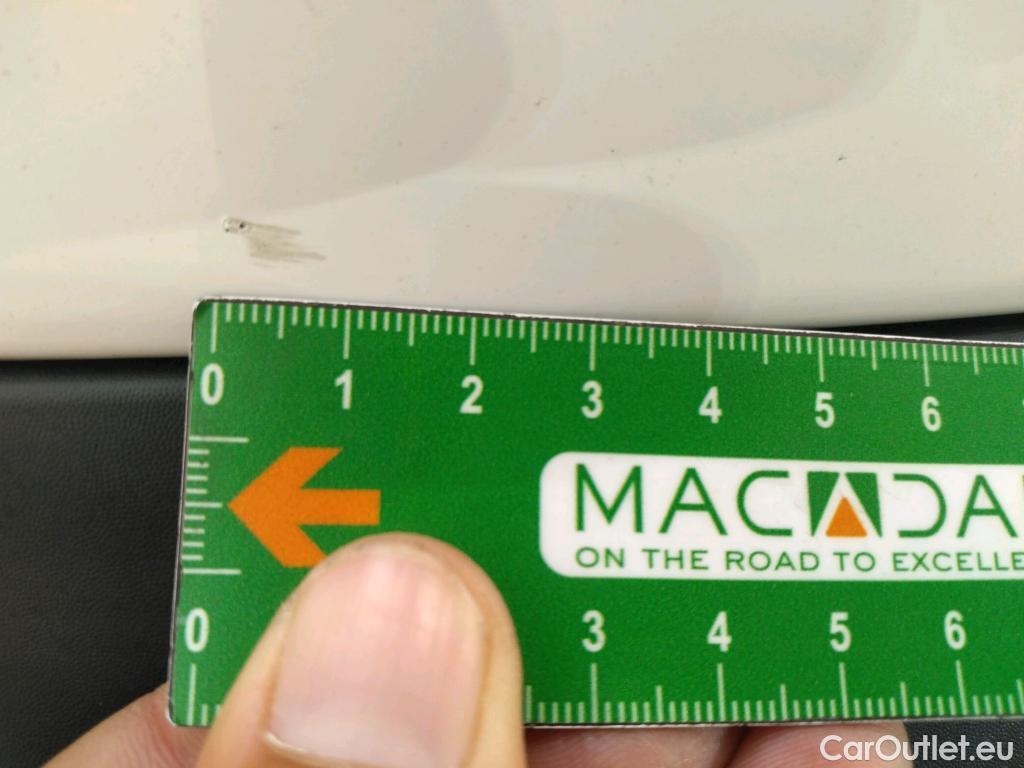 0 1 2 3 4 5 6
MACADA
ON THE ROAD TO EXCELLE
0 3 4 5 6
CarOutlet.eu